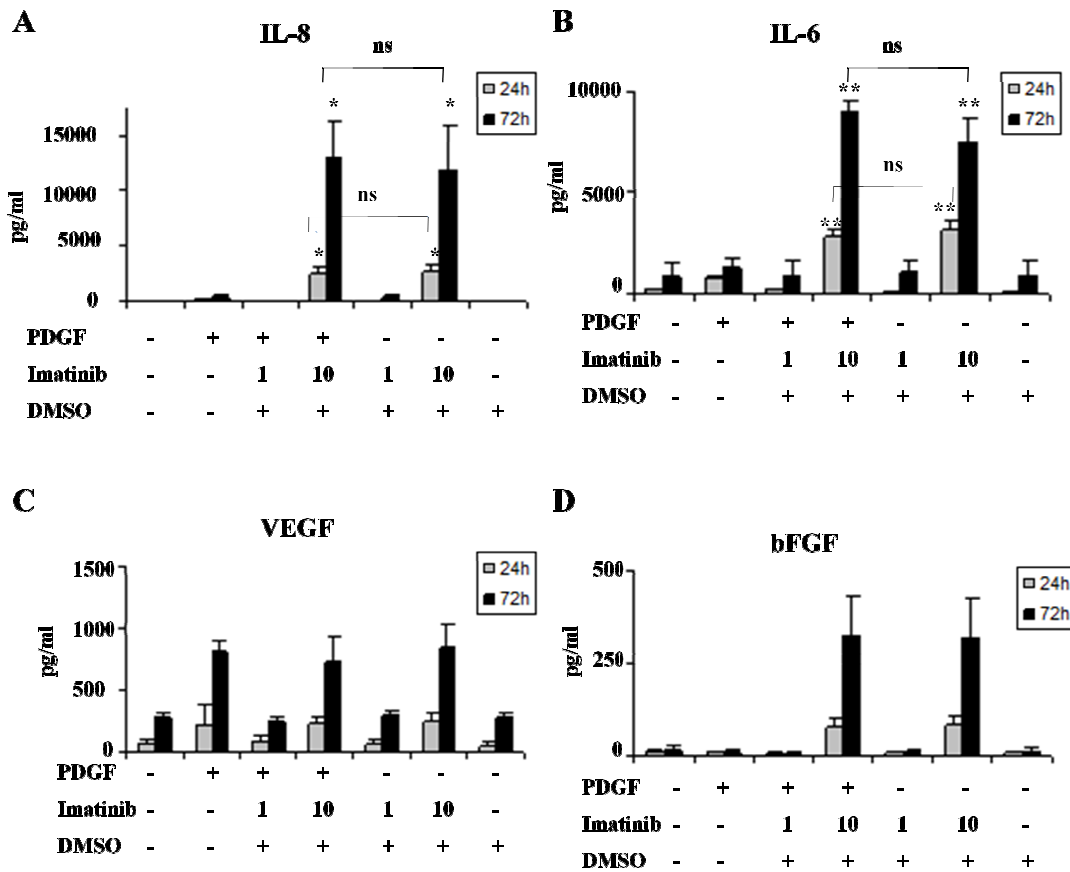 A
IL-8
ns
24h
72h
* *
15000
10000
5000
0
pg/ml
ns
* *
PDGF - + + + - - -
Imatinib - - 1 10 1 10 -
DMSO - - + + + + +
B
IL-6
ns
24h
72h
** **
10000
5000
0
pg/ml
ns
** **
PDGF - + + + - - -
Imatinib - - 1 10 1 10 -
DMSO - - + + + + +
C
VEGF
24h
72h
1500
1000
500
0
pg/ml
PDGF - + + + - - -
Imatinib - - 1 10 1 10 -
DMSO - - + + + + +
D
bFGF
24h
72h
500
250
0
pg/ml
PDGF - + + + - - -
Imatinib - - 1 10 1 10 -
DMSO - - + + + + +